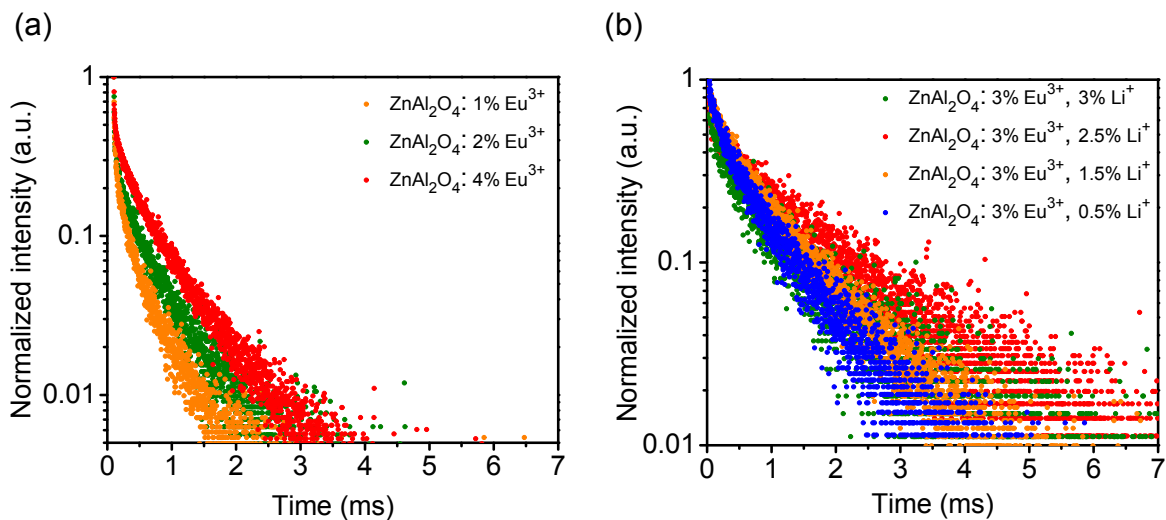 (a)
Normalized intensity (a.u.)
1
0.1
0.01
ZnAl₂O₄: 1% Eu³⁺
ZnAl₂O₄: 2% Eu³⁺
ZnAl₂O₄: 4% Eu³⁺
0 1 2 3 4 5 6 7
Time (ms)
(b)
Normalized intensity (a.u.)
1
0.1
0.01
ZnAl₂O₄: 3% Eu³⁺, 3% Li⁺
ZnAl₂O₄: 3% Eu³⁺, 2.5% Li⁺
ZnAl₂O₄: 3% Eu³⁺, 1.5% Li⁺
ZnAl₂O₄: 3% Eu³⁺, 0.5% Li⁺
0 1 2 3 4 5 6 7
Time (ms)